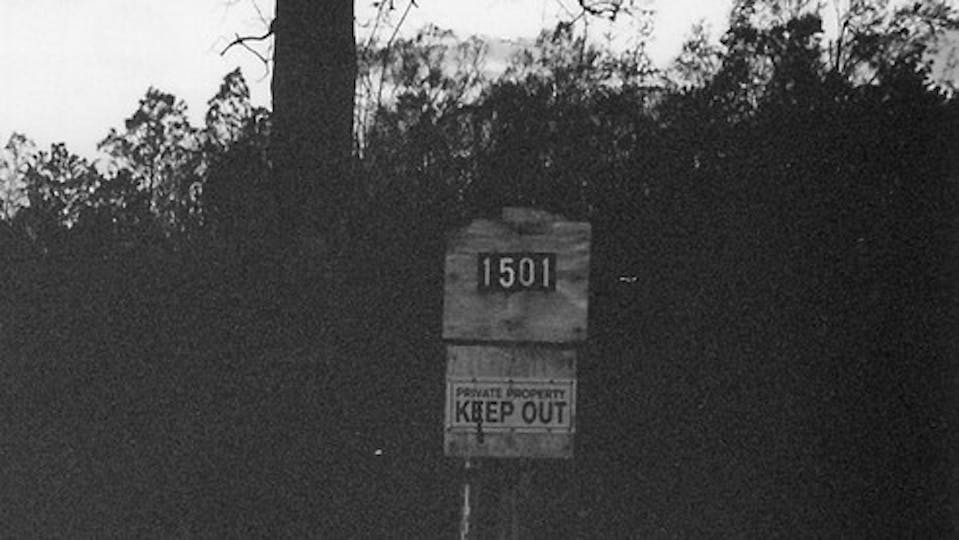 1501
PRIVATE PROPERTY
KEEP OUT